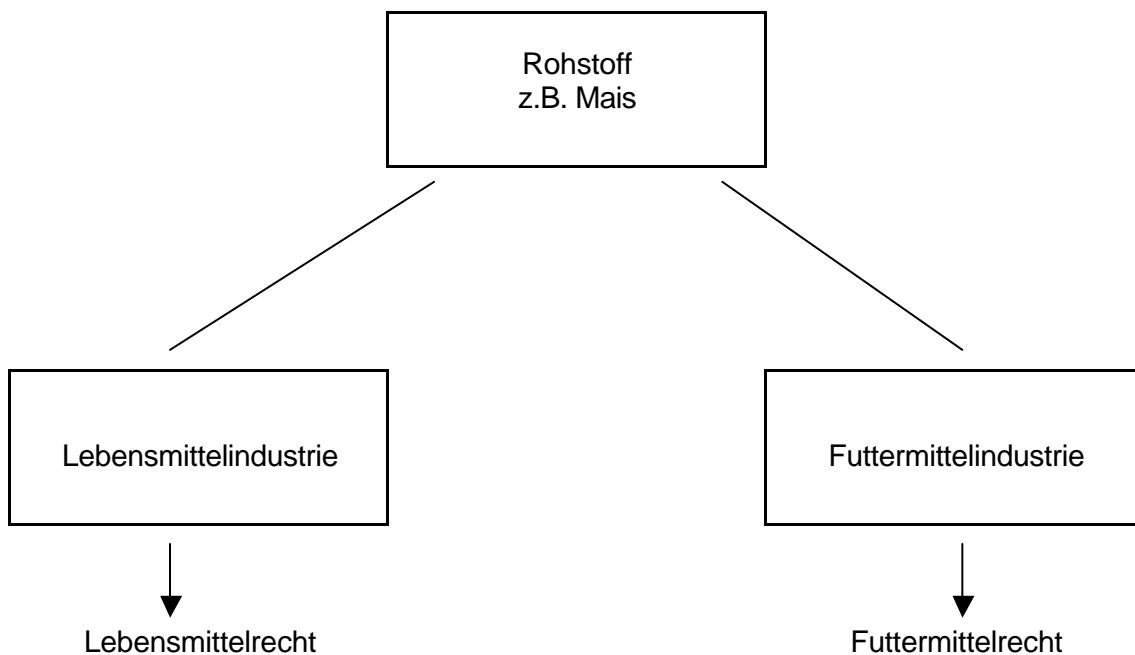 Rohstoff
z.B. Mais
Lebensmittelindustrie
Futtermittelindustrie
Lebensmittelrecht
Futtermittelrecht